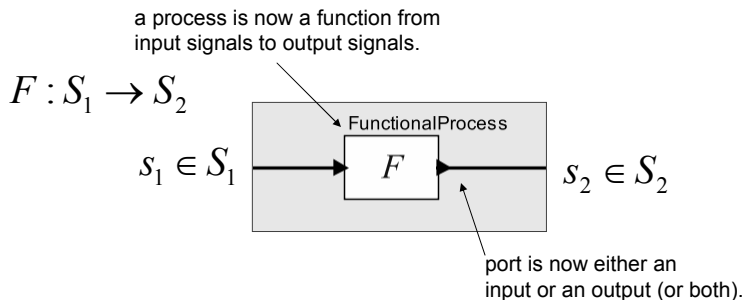 a process is now a function from
input signals to output signals.
F : S₁ → S₂
FunctionalProcess
s₁ ∈ S₁
F
s₂ ∈ S₂
port is now either an
input or an output (or both).